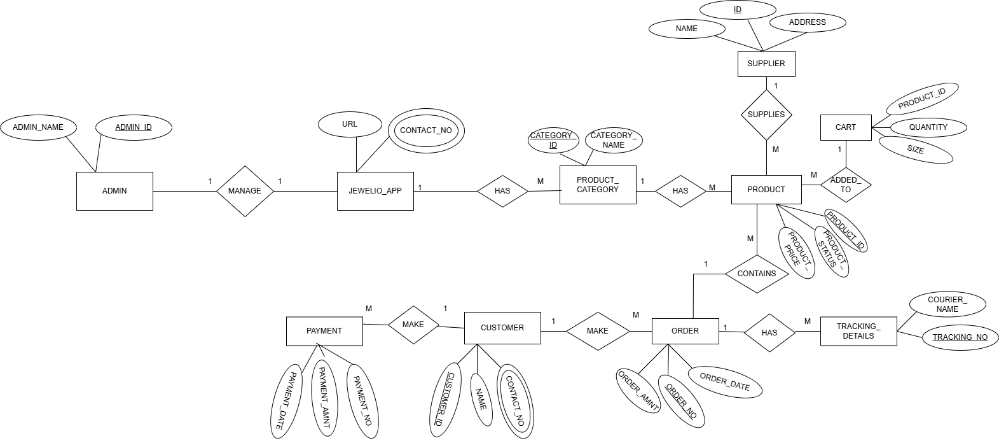 ID
NAME
ADDRESS
SUPPLIER
1
SUPPLIES
M
PRODUCT_ID
CART
QUANTITY
SIZE
1
M
ADDED_
TO
ADMIN_NAME
ADMIN_ID
URL
CONTACT_NO
CATEGORY_
ID
CATEGORY_
NAME
ADMIN
1
MANAGE
1
JEWELIO_APP
1
HAS
M
PRODUCT_
CATEGORY
1
HAS
M
PRODUCT
PRODUCT_ID
PRODUCT_
STATUS
PRODUCT_
PRICE
M
1
CONTAINS
PAYMENT
M
MAKE
1
CUSTOMER
1
MAKE
M
ORDER
1
HAS
M
TRACKING_
DETAILS
COURIER_
NAME
TRACKING_NO
PAYMENT_DATE
PAYMENT_AMNT
PAYMENT_NO
CUSTOMER_ID
NAME
CONTACT_NO
ORDER_AMNT
ORDER_NO
ORDER_DATE